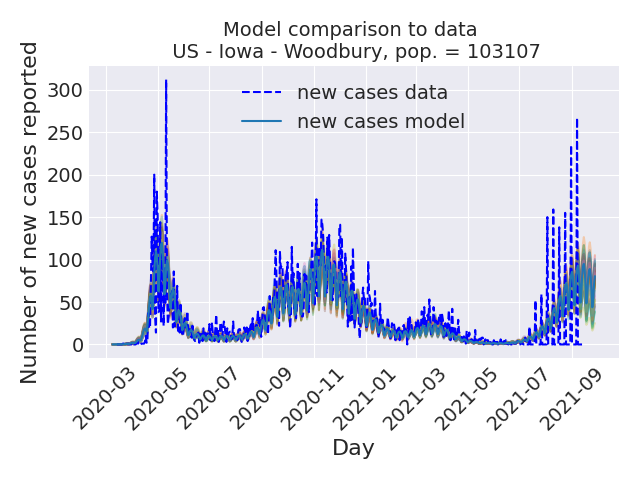 Model comparison to data
US - Iowa - Woodbury, pop. = 103107
Number of new cases reported
300
250
200
150
100
50
0
new cases data
new cases model
2020-03
2020-05
2020-07
2020-09
2020-11
2021-01
2021-03
2021-05
2021-07
2021-09
Day